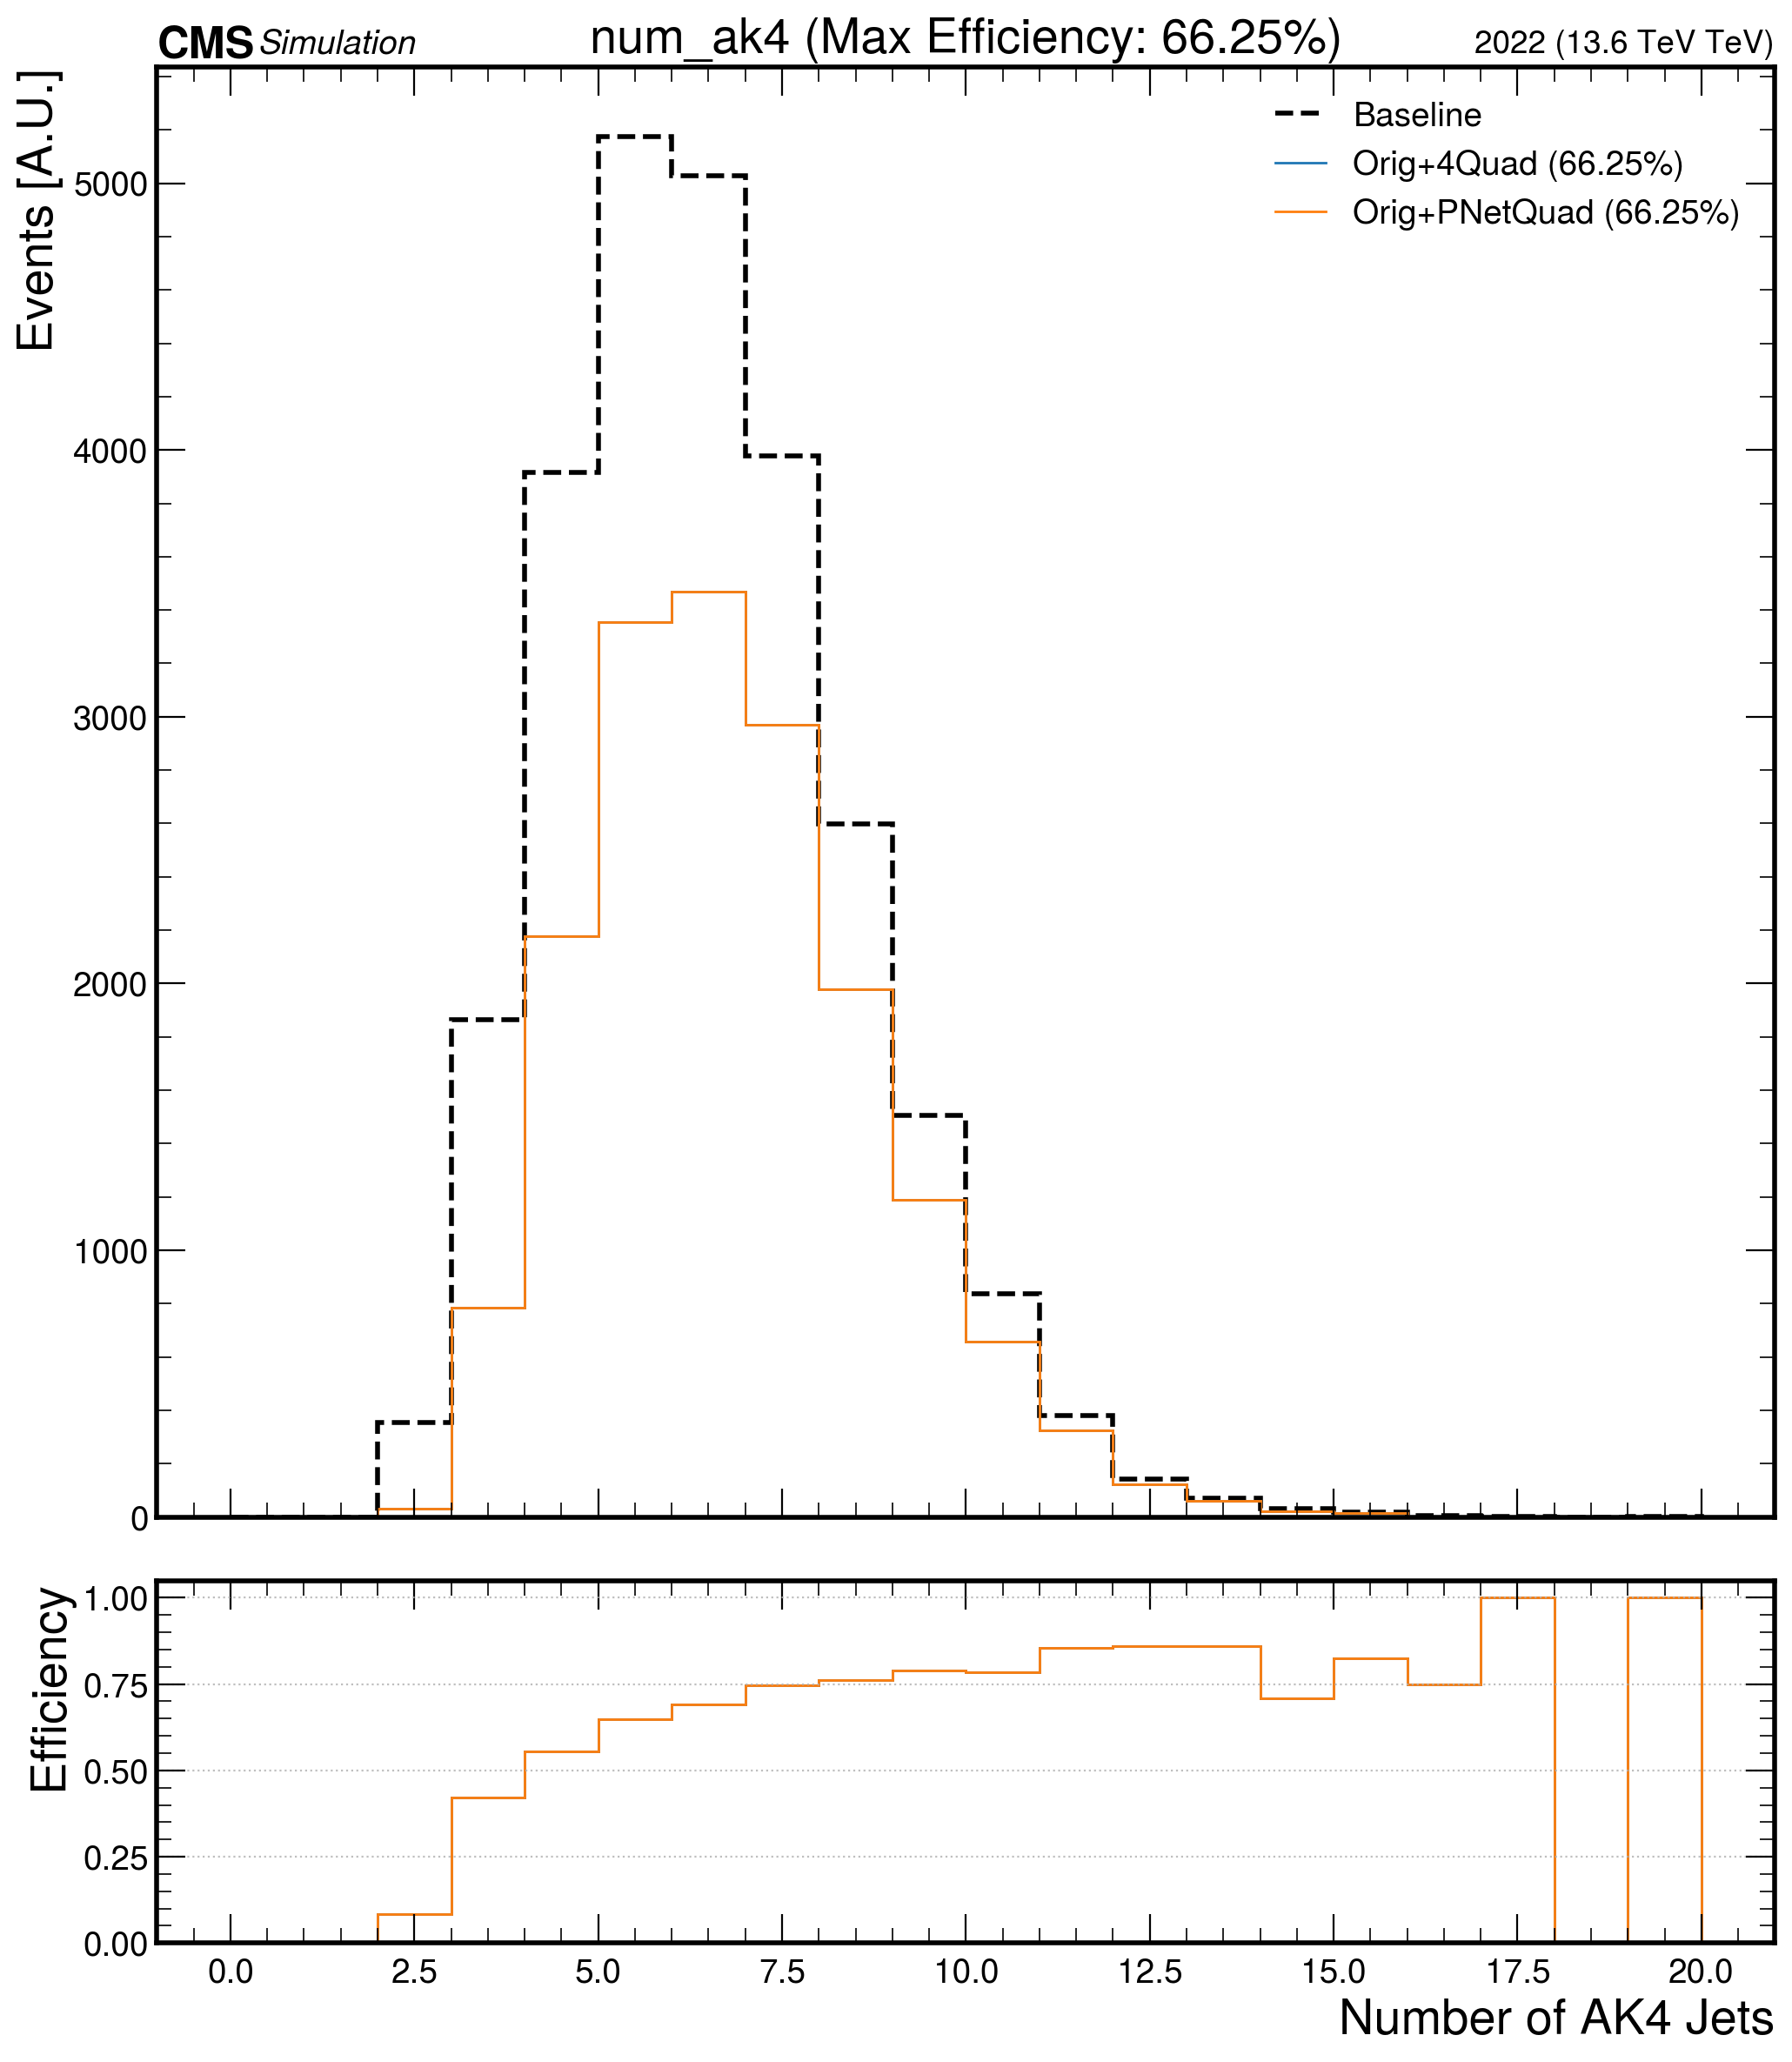 CMS Simulation num_ak4 (Max Efficiency: 66.25%) 2022 (13.6 TeV TeV)
Events [A.U.]
Baseline
Orig+4Quad (66.25%)
Orig+PNetQuad (66.25%)
5000
4000
3000
2000
1000
0
Efficiency
1.00
0.75
0.50
0.25
0.00
0.0 2.5 5.0 7.5 10.0 12.5 15.0 17.5 20.0
Number of AK4 Jets